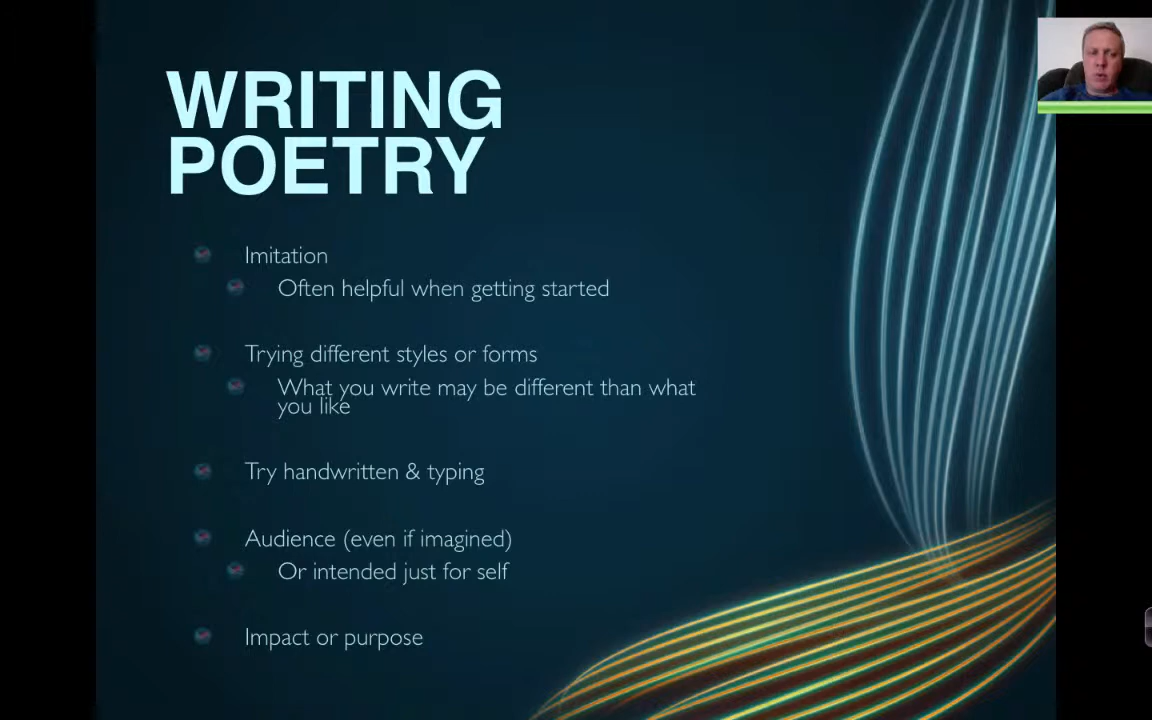 WRITING
POETRY
Imitation
Often helpful when getting started
Trying different styles or forms
What you write may be different than what
you like
Try handwritten & typing
Audience (even if imagined)
Or intended just for self
Impact or purpose